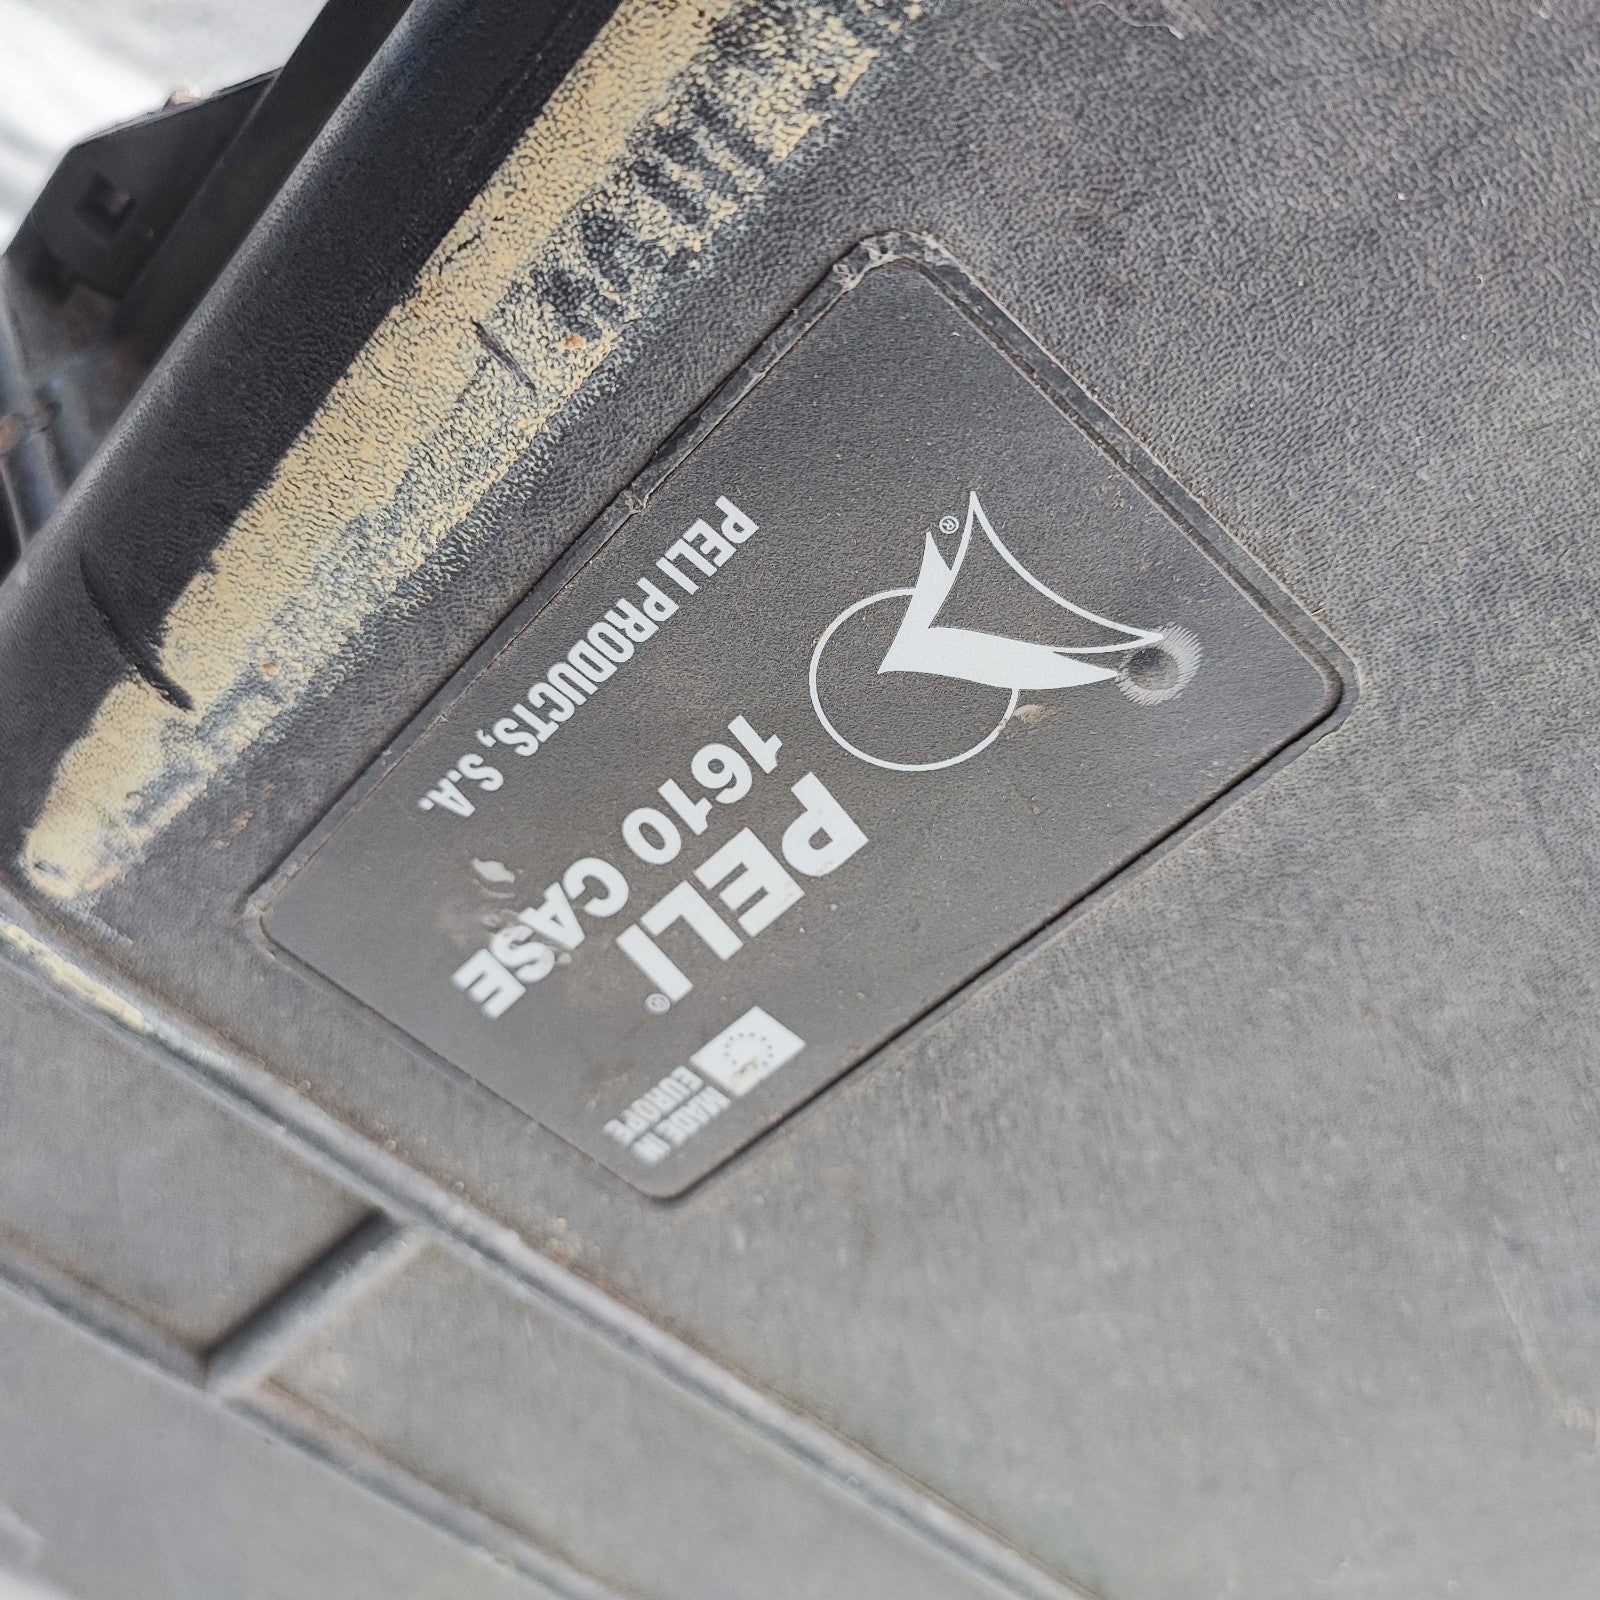 ®
PELI®
1610 CASE
PELI PRODUCTS, S.A.
MADE IN
EUROPE